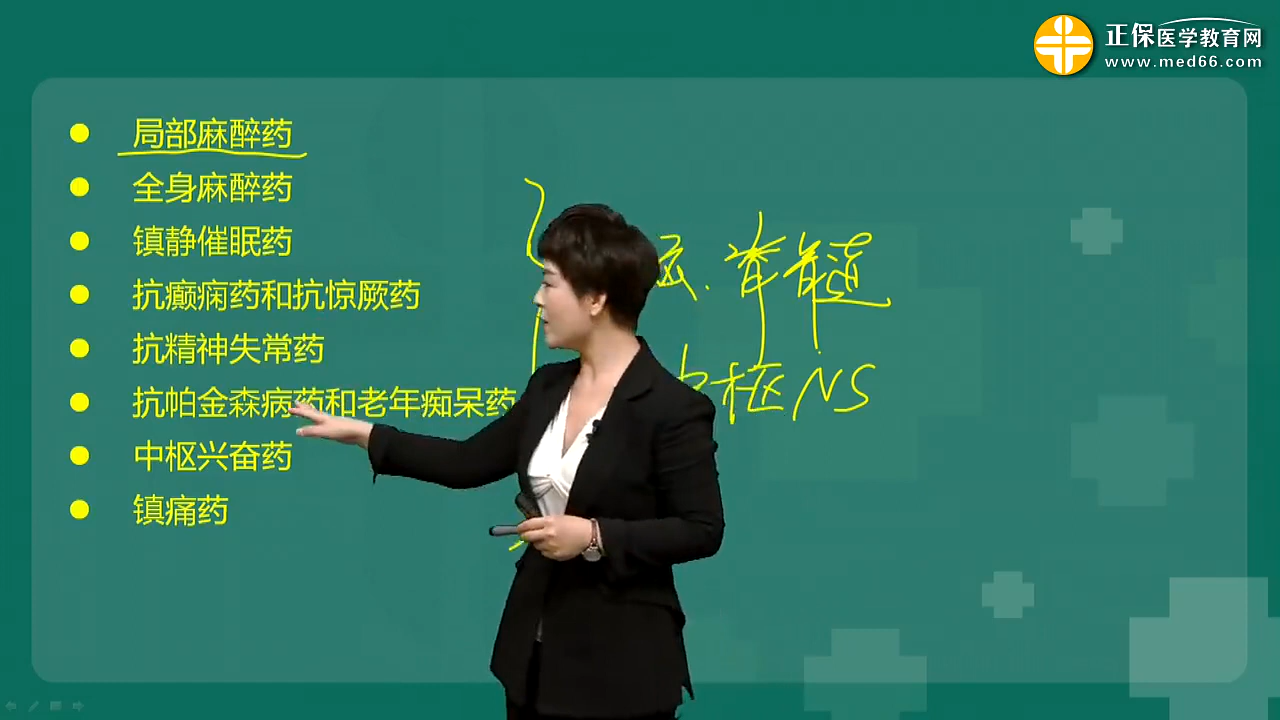 正保医学教育网
www.med66.com
局部麻醉药
全身麻醉药
镇静催眠药
抗癫痫药和抗惊厥药
抗精神失常药
抗帕金森病药和老年痴呆药
中枢兴奋药
镇痛药
脊髓
中枢NS